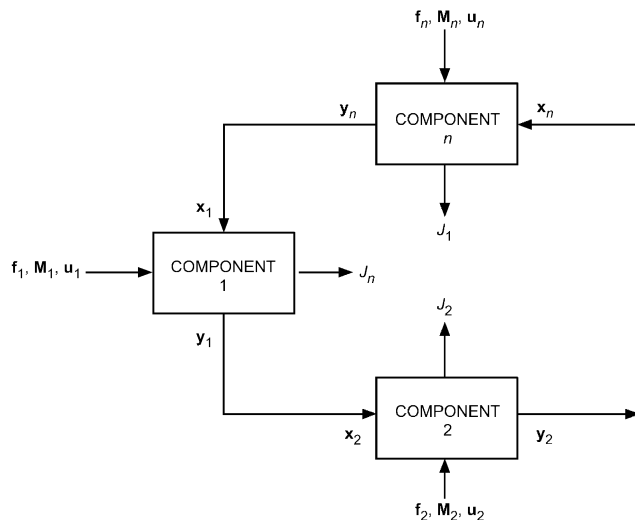 f_n, M_n, u_n
y_n
COMPONENT
n
x_n
x_1
J_1
f_1, M_1, u_1
COMPONENT
1
J_n
y_1
J_2
x_2
COMPONENT
2
y_2
f_2, M_2, u_2